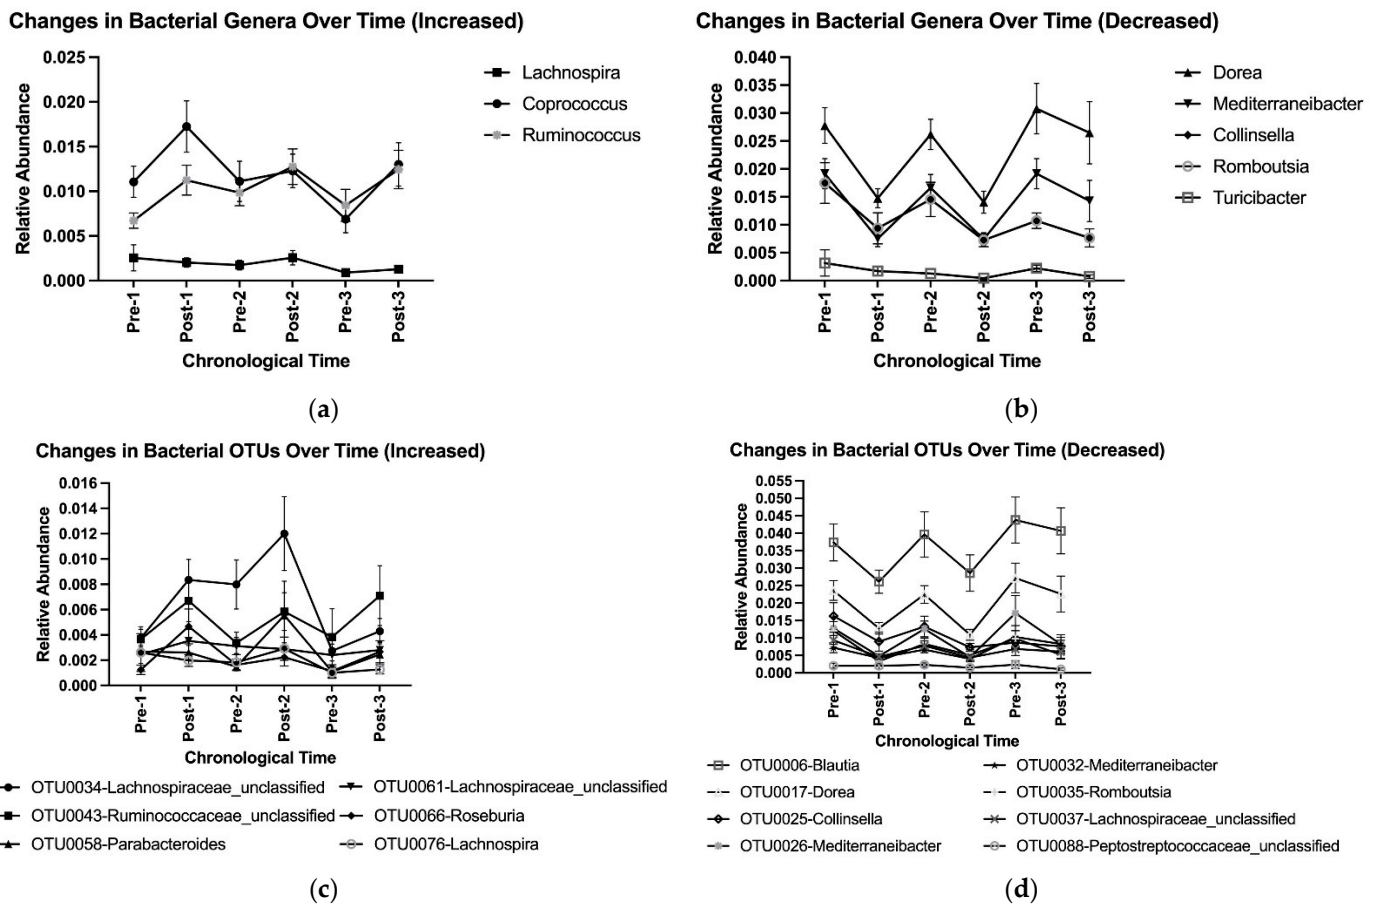 Changes in Bacterial Genera Over Time (Increased)
Relative Abundance
0.025
0.020
0.015
0.010
0.005
0.000
Pre-1
Post-1
Pre-2
Post-2
Pre-3
Post-3
Chronological Time
Lachnospira
Coprococcus
Ruminococcus
(a)
Changes in Bacterial Genera Over Time (Decreased)
Relative Abundance
0.040
0.035
0.030
0.025
0.020
0.015
0.010
0.005
0.000
Pre-1
Post-1
Pre-2
Post-2
Pre-3
Post-3
Chronological Time
Dorea
Mediterraneibacter
Collinsella
Romboutsia
Turicibacter
(b)
Changes in Bacterial OTUs Over Time (Increased)
Relative Abundance
0.016
0.014
0.012
0.010
0.008
0.006
0.004
0.002
0.000
Pre-1
Post-1
Pre-2
Post-2
Pre-3
Post-3
Chronological Time
OTU0034-Lachnospiraceae_unclassified
OTU0061-Lachnospiraceae_unclassified
OTU0043-Ruminococcaceae_unclassified
OTU0066-Roseburia
OTU0058-Parabacteroides
OTU0076-Lachnospira
(c)
Changes in Bacterial OTUs Over Time (Decreased)
Relative Abundance
0.055
0.050
0.045
0.040
0.035
0.030
0.025
0.020
0.015
0.010
0.005
0.000
Pre-1
Post-1
Pre-2
Post-2
Pre-3
Post-3
Chronological Time
OTU0006-Blautia
OTU0032-Mediterraneibacter
OTU0017-Dorea
OTU0035-Romboutsia
OTU0025-Collinsella
OTU0037-Lachnospiraceae_unclassified
OTU0026-Mediterraneibacter
OTU0088-Peptostreptococcaceae_unclassified
(d)